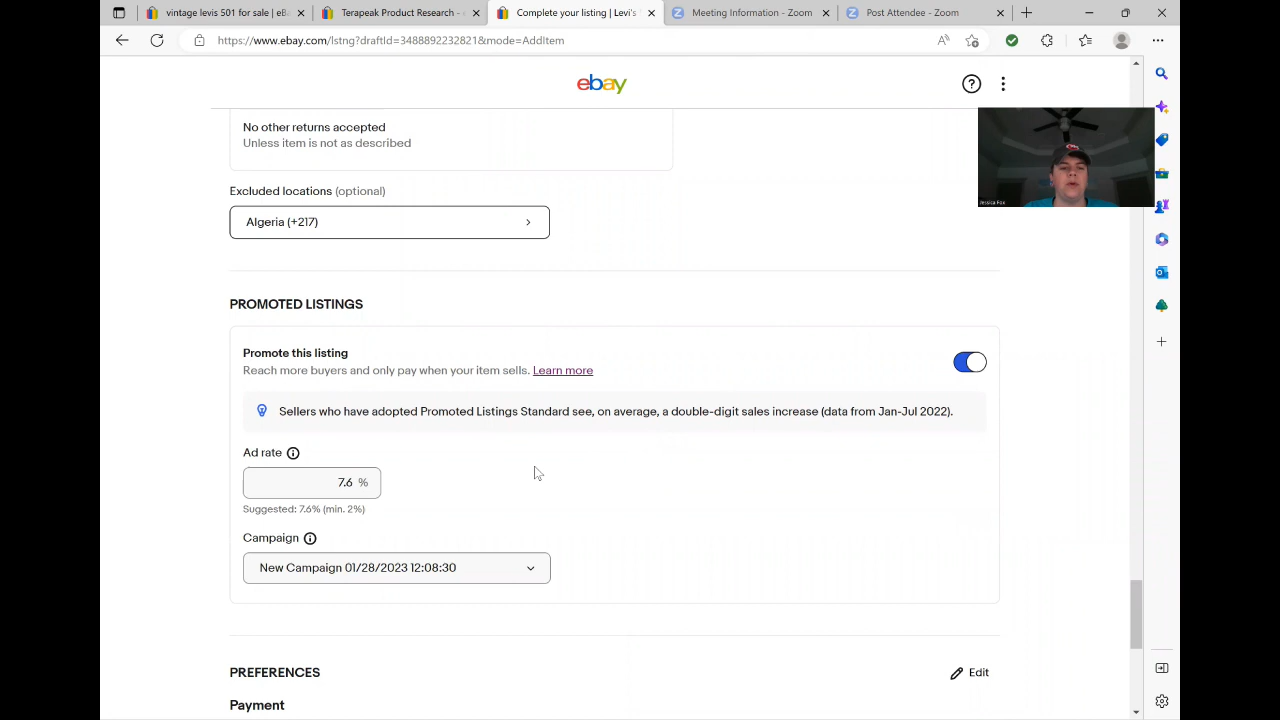 vintage levis 501 for sale | eB
Terapeak Product Research -
Complete your listing | Levi's
Meeting Information - Zoom
Post Attendee - Zoom
https://www.ebay.com/lstng?draftId=3488892232821&mode=AddItem
ebay
No other returns accepted
Unless item is not as described
Jessica Fox
Excluded locations (optional)
Algeria (+217)
PROMOTED LISTINGS
Promote this listing
Reach more buyers and only pay when your item sells. Learn more
Sellers who have adopted Promoted Listings Standard see, on average, a double-digit sales increase (data from Jan-Jul 2022).
Ad rate
7.6 %
Suggested: 7.6% (min. 2%)
Campaign
New Campaign 01/28/2023 12:08:30
PREFERENCES
Edit
Payment